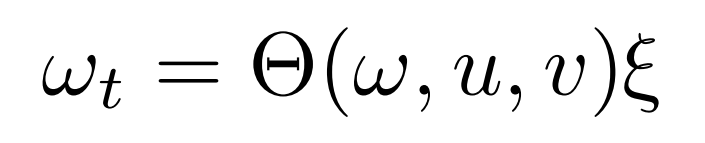 ω_t = Θ(ω, u, v)ξ